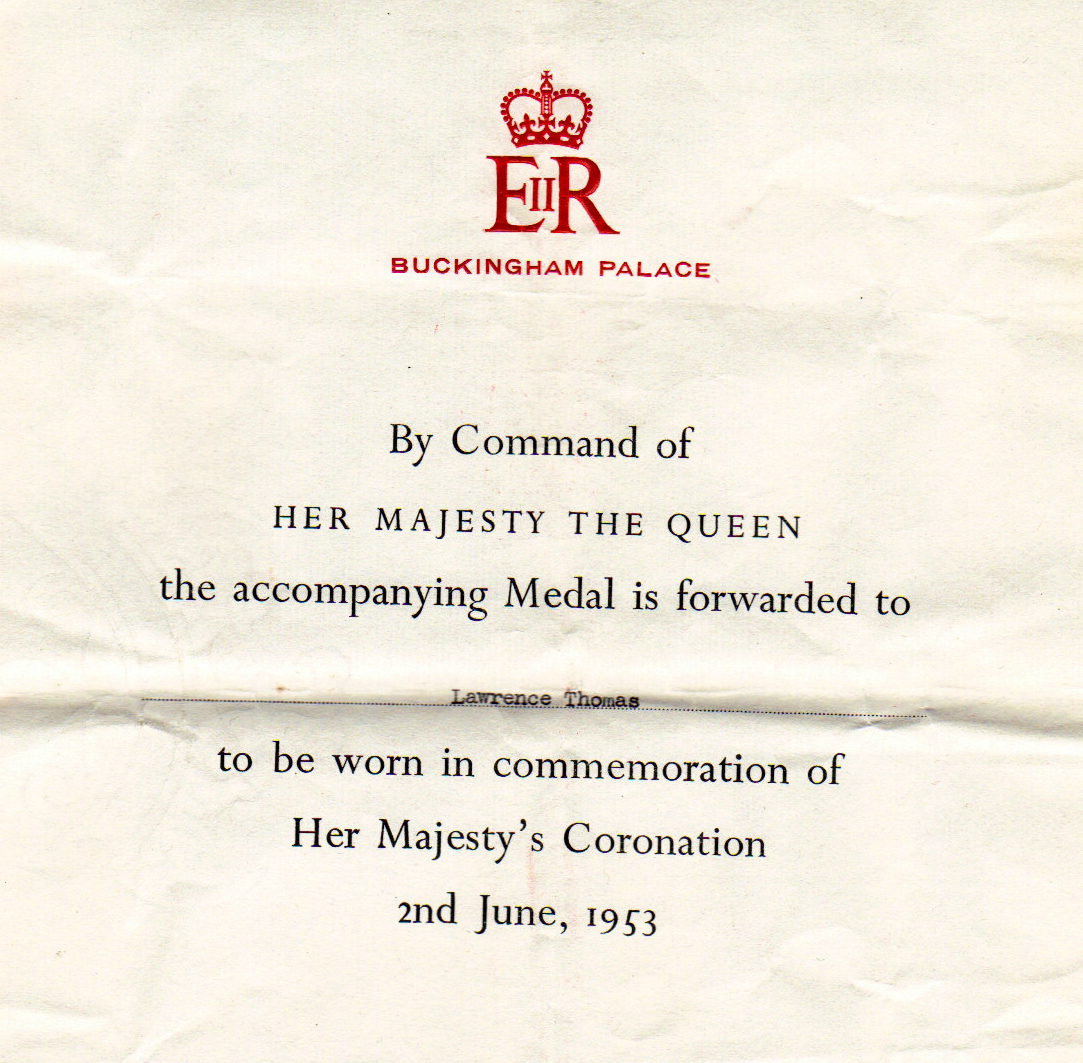 EIIR
BUCKINGHAM PALACE
By Command of
HER MAJESTY THE QUEEN
the accompanying Medal is forwarded to
Lawrence Thomas
to be worn in commemoration of
Her Majesty's Coronation
2nd June, 1953